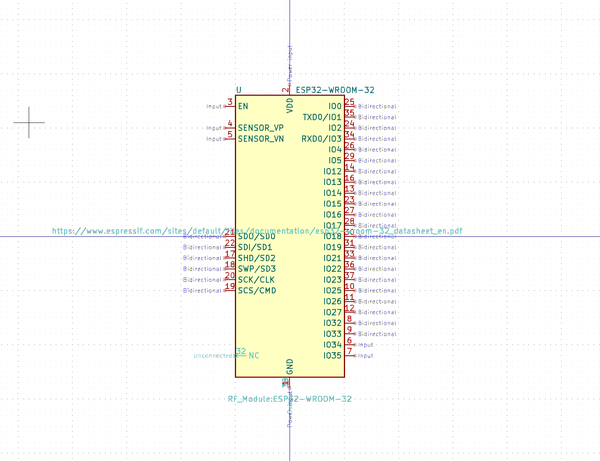 Power input
2
U ESP32-WROOM-32
VDD
Input 3 EN IO0 25 Bidirectional
TXD0/IO1 35 Bidirectional
Input 4 SENSOR_VP IO2 24 Bidirectional
Input 5 SENSOR_VN RXD0/IO3 34 Bidirectional
IO4 26 Bidirectional
IO5 29 Bidirectional
IO12 14 Bidirectional
IO13 16 Bidirectional
IO14 13 Bidirectional
IO15 23 Bidirectional
IO16 27 Bidirectional
IO17 28 Bidirectional
https://www.espressif.com/sites/default/files/documentation/esp32-wroom-32_datasheet_en.pdf
Bidirectional 21 SDO/SD0 IO18 30 Bidirectional
Bidirectional 22 SDI/SD1 IO19 31 Bidirectional
Bidirectional 17 SHD/SD2 IO21 33 Bidirectional
Bidirectional 18 SWP/SD3 IO22 36 Bidirectional
Bidirectional 20 SCK/CLK IO23 37 Bidirectional
Bidirectional 19 SCS/CMD IO25 10 Bidirectional
IO26 11 Bidirectional
IO27 12 Bidirectional
IO32 8 Bidirectional
IO33 9 Bidirectional
IO34 6 Input
Unconnected 32 NC IO35 7 Input
GND
RF_Module:ESP32-WROOM-32
Power input